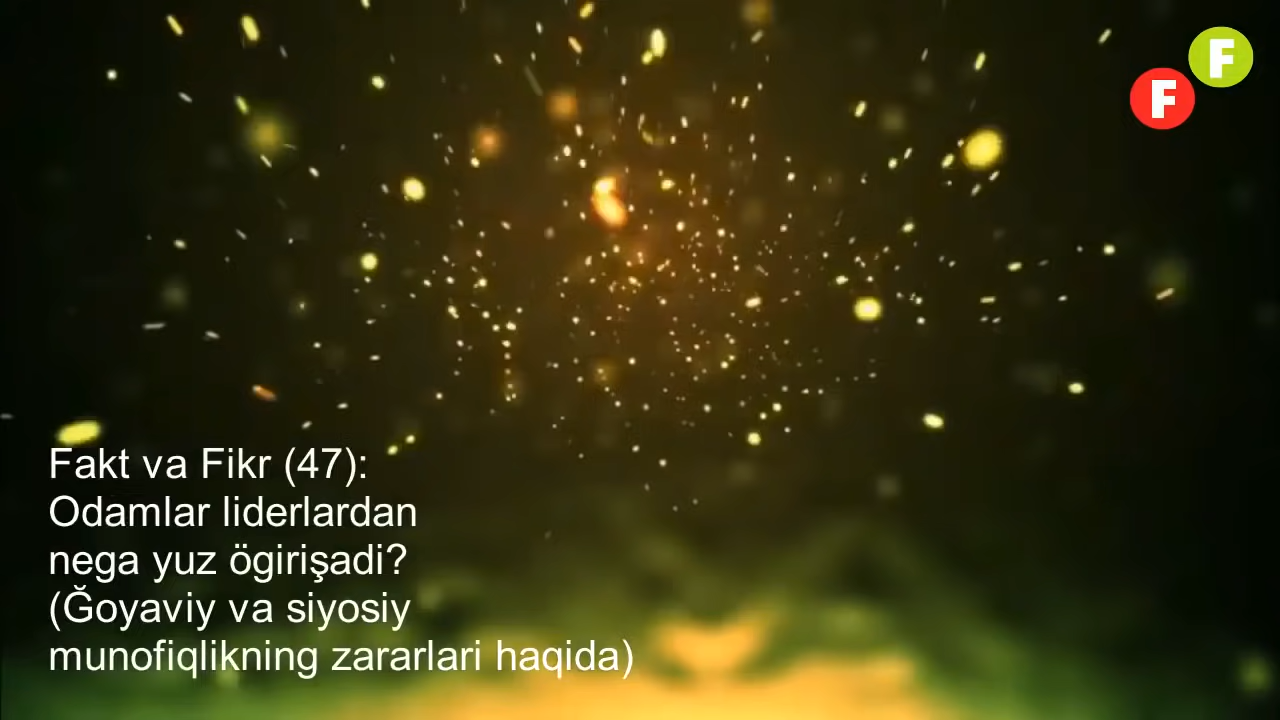 F
F
Fakt va Fikr (47):
Odamlar liderlardan
nega yuz ögirişadi?
(Ğoyaviy va siyosiy
munofiqlikning zararlari haqida)